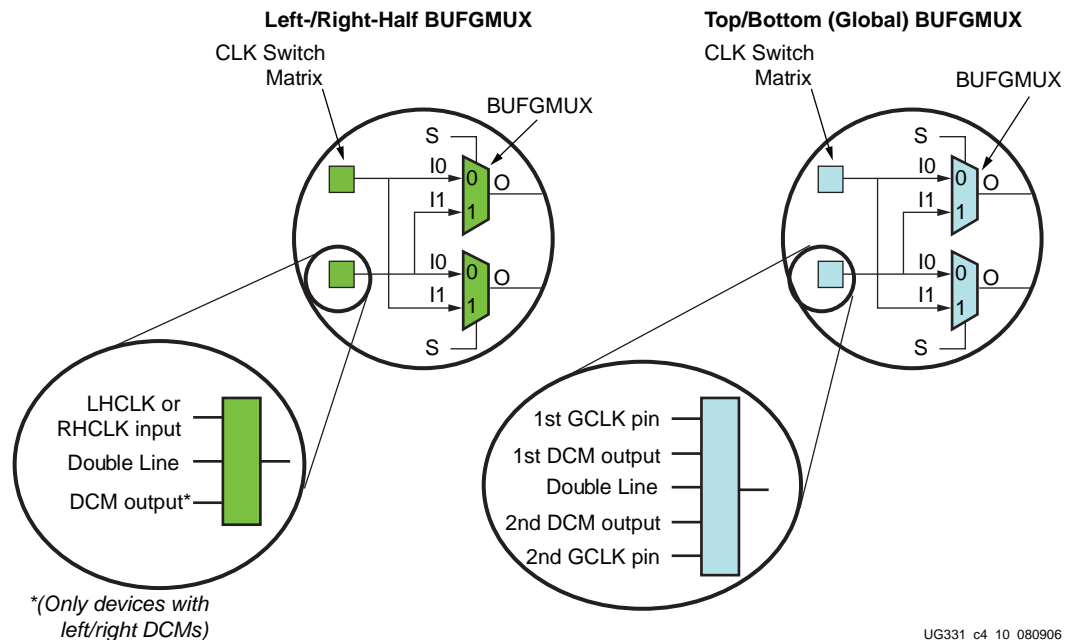 Left-/Right-Half BUFGMUX
CLK Switch
Matrix
BUFGMUX
S
I0
0
O
I1
1
I0
0
O
I1
1
S
LHCLK or
RHCLK input
Double Line
DCM output*
*(Only devices with
left/right DCMs)
Top/Bottom (Global) BUFGMUX
CLK Switch
Matrix
BUFGMUX
S
I0
0
O
I1
1
I0
0
O
I1
1
S
1st GCLK pin
1st DCM output
Double Line
2nd DCM output
2nd GCLK pin
UG331_c4_10_080906